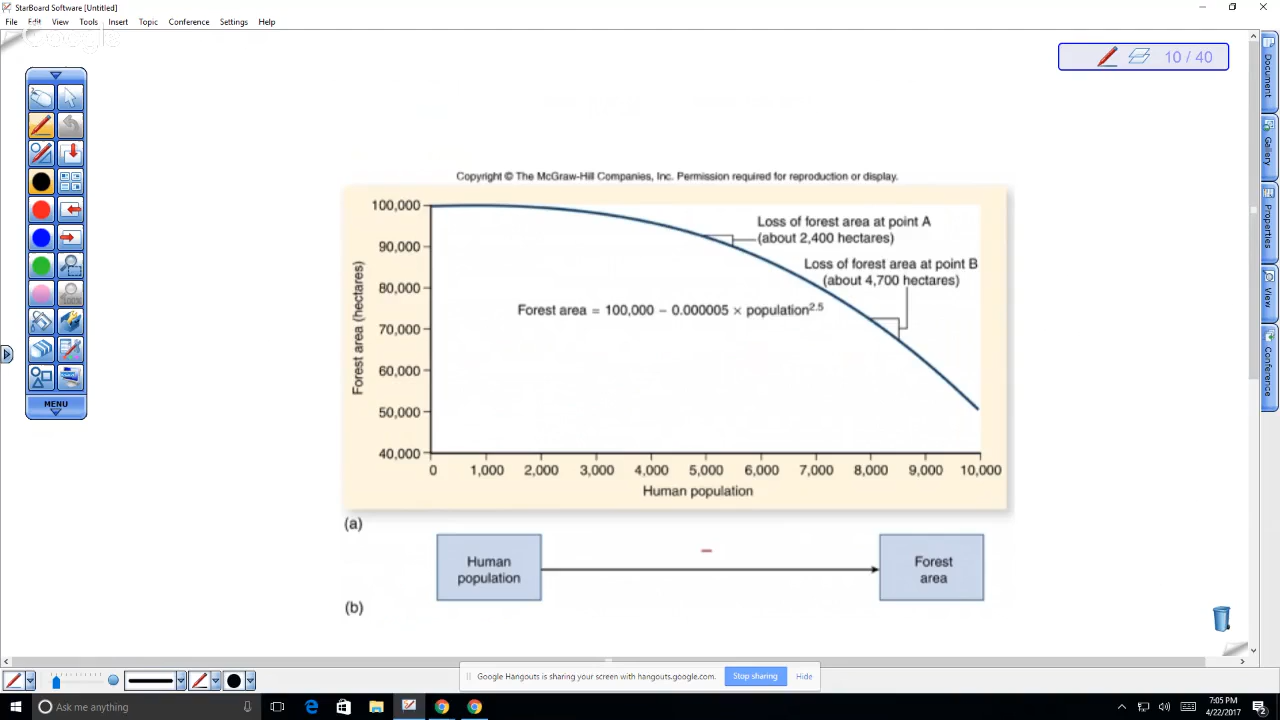 StarBoard Software [Untitled]
File Edit View Tools Insert Topic Conference Settings Help
10 / 40
Document
Gallery
Properties
View
Conference
MENU
Copyright © The McGraw-Hill Companies, Inc. Permission required for reproduction or display.
100,000
90,000
80,000
70,000
60,000
50,000
40,000
Forest area (hectares)
Loss of forest area at point A
(about 2,400 hectares)
Loss of forest area at point B
(about 4,700 hectares)
Forest area = 100,000 − 0.000005 × population2.5
0 1,000 2,000 3,000 4,000 5,000 6,000 7,000 8,000 9,000 10,000
Human population
(a)
Human
population
−
Forest
area
(b)
Google Hangouts is sharing your screen with hangouts.google.com. Stop sharing Hide
Ask me anything
7:05 PM
4/22/2017
2